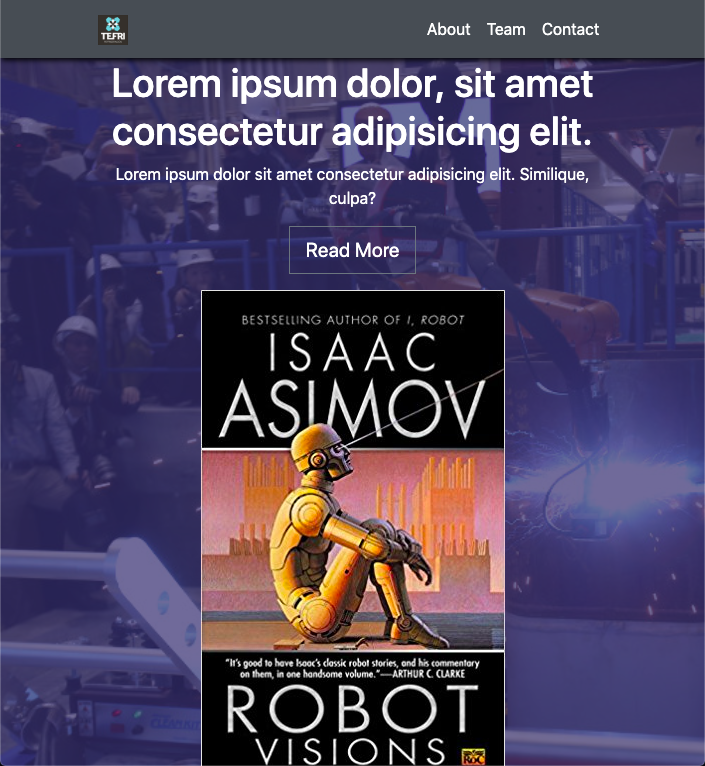 TEFRI
About Team Contact
Lorem ipsum dolor, sit amet
consectetur adipisicing elit.
Lorem ipsum dolor sit amet consectetur adipisicing elit. Similique,
culpa?
Read More
BESTSELLING AUTHOR OF I, ROBOT
ISAAC
ASIMOV
"It's good to have Isaac's classic robot stories, and his commentary
on them, in one handsome volume."—ARTHUR C. CLARKE
ROBOT
VISIONS
ROC